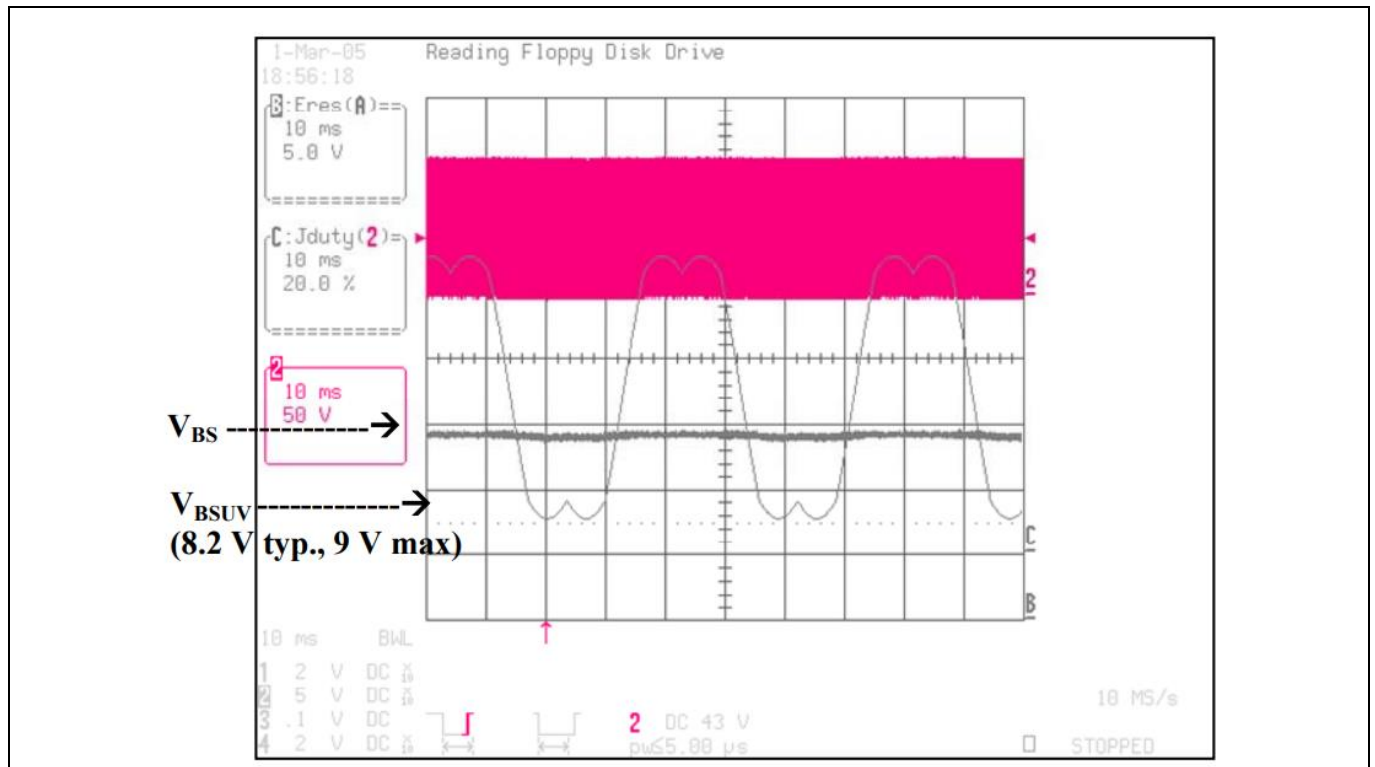 1-Mar-05
18:56:18
Reading Floppy Disk Drive
B:Eres(A)
10 ms
5.0 V
C:Jduty(2)
10 ms
20.0 %
2
10 ms
50 V
VBS
VBSUV
(8.2 V typ., 9 V max)
2
C
B
10 ms BWL
1 2 V DC
2 5 V DC
3 .1 V DC
4 2 V DC
2 DC 43 V
pw≤5.00 µs
10 MS/s
STOPPED